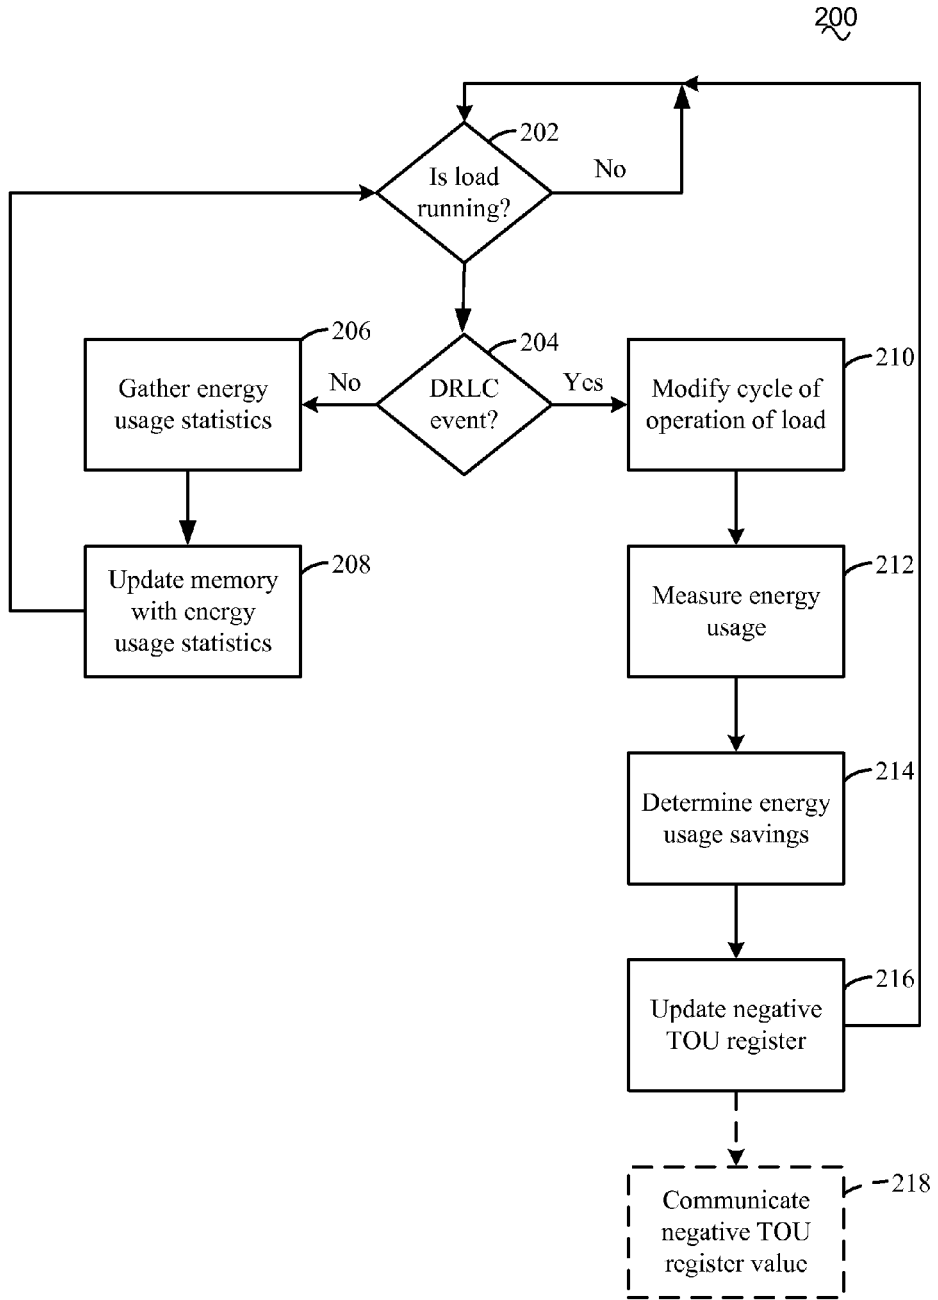 200
202
Is load
running?
No
206
204
210
Gather energy
usage statistics
No
DRLC
event?
Yes
Modify cycle of
operation of load
208
212
Update memory
with energy
usage statistics
Measure energy
usage
214
Determine energy
usage savings
216
Update negative
TOU register
218
Communicate
negative TOU
register value